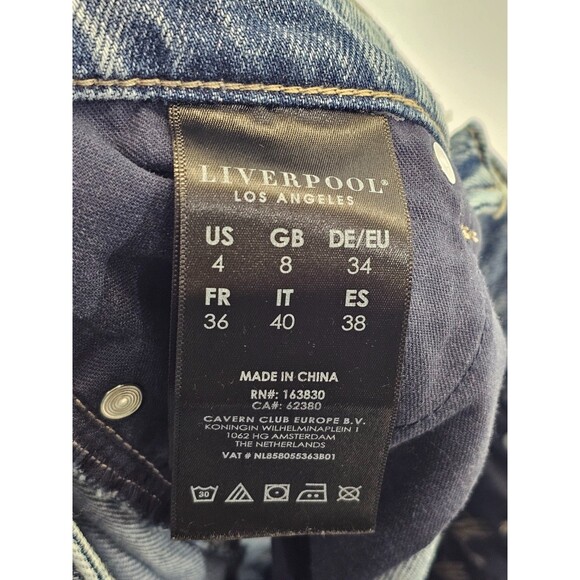 LIVERPOOL®
LOS ANGELES
US GB DE/EU
4 8 34
FR IT ES
36 40 38
MADE IN CHINA
RN#: 163830
CA#: 62380
CAVERN CLUB EUROPE B.V.
KONINGIN WILHELMINAPLEIN 1
1062 HG AMSTERDAM
THE NETHERLANDS
VAT # NL858055363B01
30